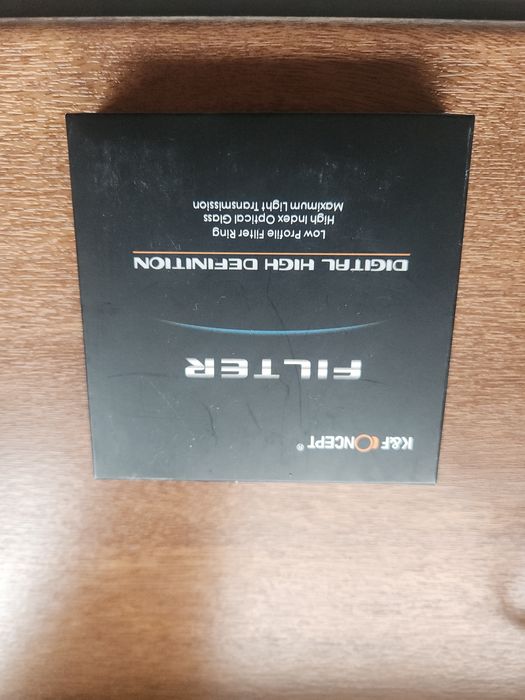 K&F CONCEPT®
FILTER
DIGITAL HIGH DEFINITION
Low Profile Filter Ring
High Index Optical Glass
Maximum Light Transmission